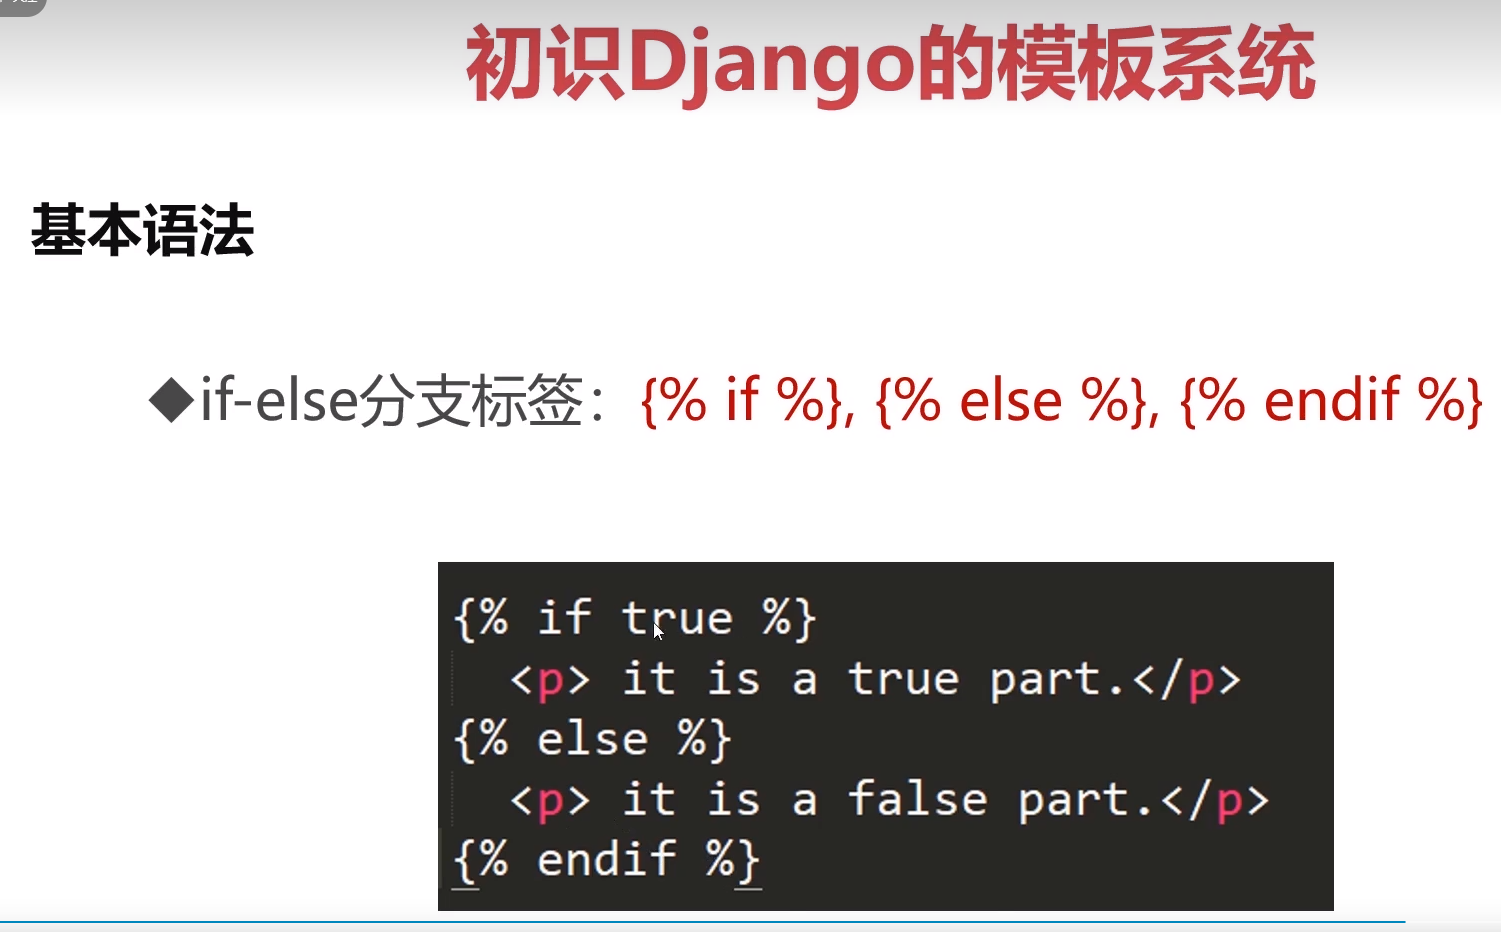 初识Django的模板系统
基本语法
◆if-else分支标签：{% if %}, {% else %}, {% endif %}
{% if true %}
<p> it is a true part.</p>
{% else %}
<p> it is a false part.</p>
{% endif %}